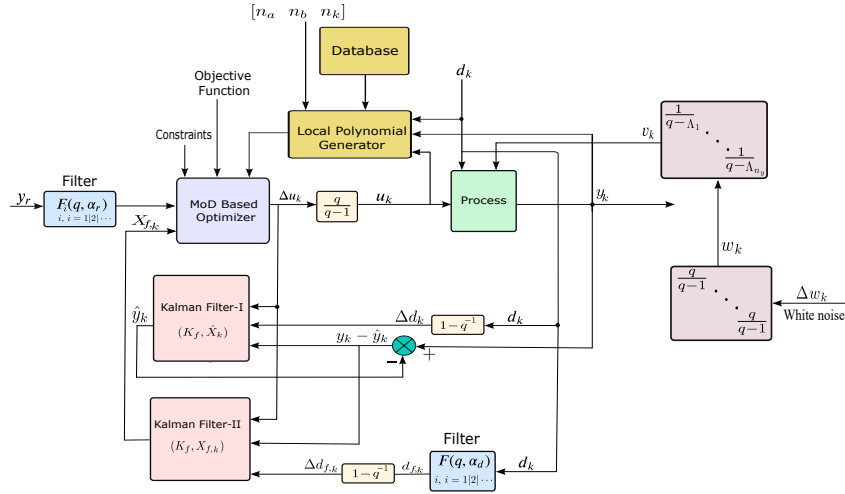 [n_a n_b n_k]
Database
d_k
Objective
Function
Constraints
Local Polynomial
Generator
v_k
1/(q−Λ_1)
1/(q−Λ_{n_y})
Filter
y_r
F_i(q, α_r)
i, i = 1|2| ⋯
MoD Based
Optimizer
Δu_k
q/(q−1)
u_k
Process
y_k
X_{f,k}
w_k
q/(q−1)
q/(q−1)
Δw_k
White noise
ŷ_k
Kalman Filter-I
(K_f, X̂_k)
Δd_k
1−q^{-1}
d_k
y_k − ŷ_k
+
−
Kalman Filter-II
(K_f, X_{f,k})
Filter
Δd_{f,k}
1−q^{-1}
d_{f,k}
F(q, α_d)
i, i = 1|2| ⋯
d_k